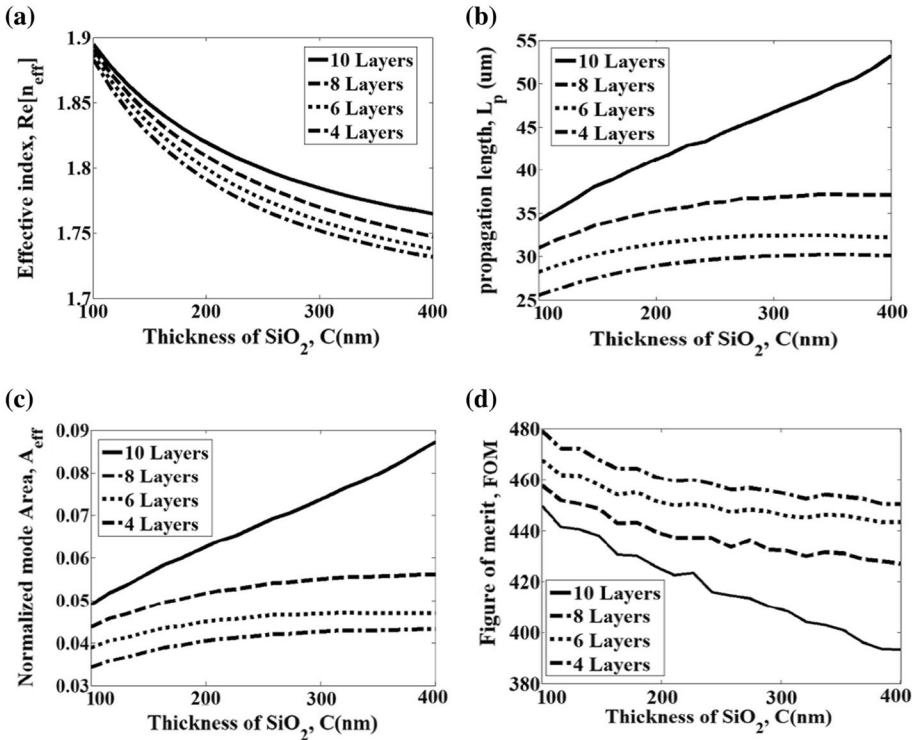 (a)
1.9
1.85
1.8
1.75
1.7
Effective index, Re[n_eff]
10 Layers
8 Layers
6 Layers
4 Layers
100
200
300
400
Thickness of SiO2, C(nm)
(b)
55
50
45
40
35
30
25
propagation length, L_p (um)
10 Layers
8 Layers
6 Layers
4 Layers
100
200
300
400
Thickness of SiO2, C(nm)
(c)
0.09
0.08
0.07
0.06
0.05
0.04
0.03
Normalized mode Area, A_eff
10 Layers
8 Layers
6 Layers
4 Layers
100
200
300
400
Thickness of SiO2, C(nm)
(d)
480
460
440
420
400
380
Figure of merit, FOM
10 Layers
8 Layers
6 Layers
4 Layers
100
200
300
400
Thickness of SiO2, C(nm)